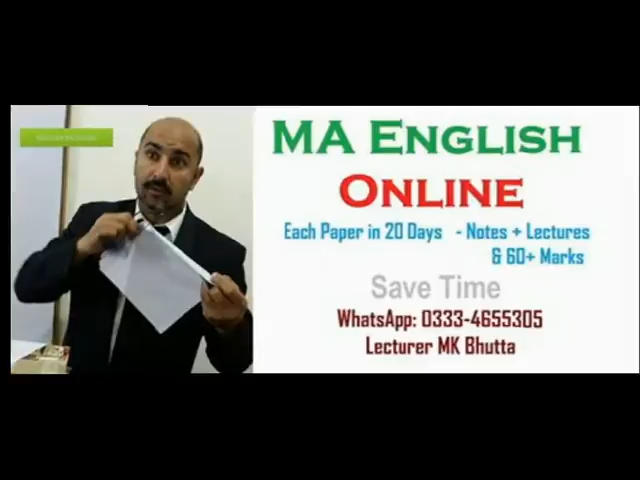 MA ENGLISH
ONLINE
Each Paper in 20 Days - Notes + Lectures
& 60+ Marks
Save Time
WhatsApp: 0333-4655305
Lecturer MK Bhutta